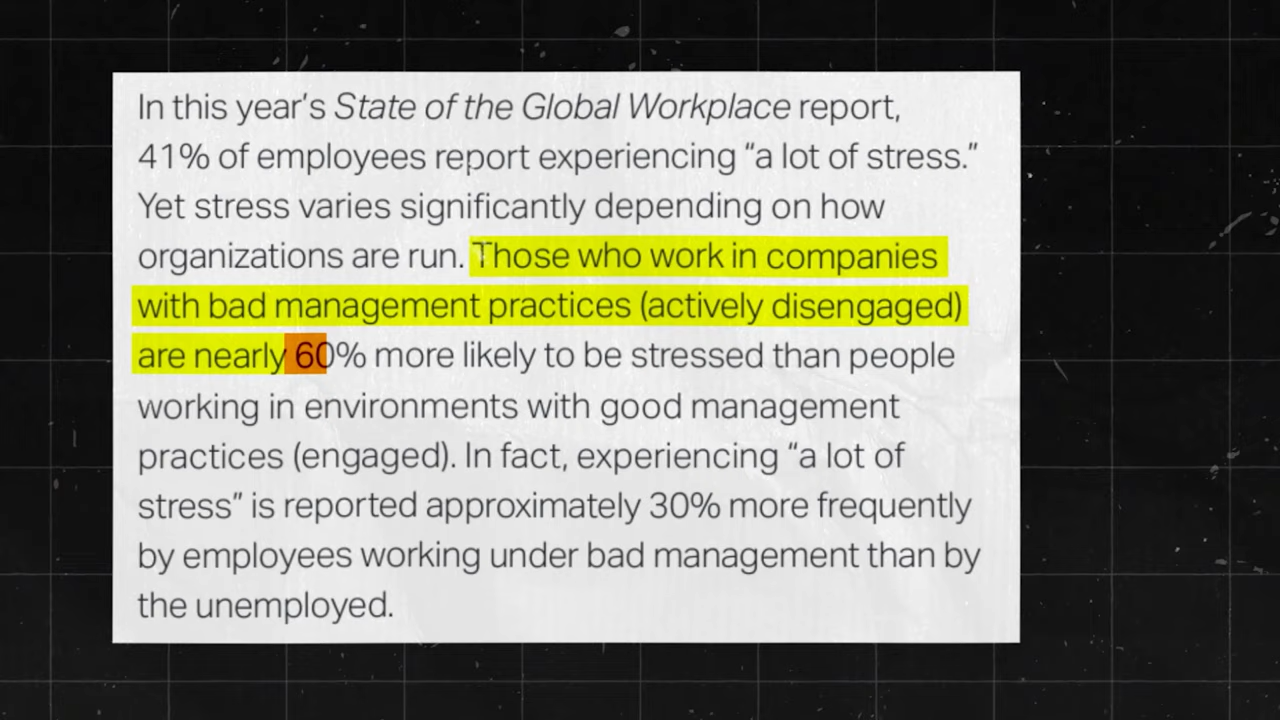 In this year's State of the Global Workplace report,
41% of employees report experiencing “a lot of stress.”
Yet stress varies significantly depending on how
organizations are run. Those who work in companies
with bad management practices (actively disengaged)
are nearly 60% more likely to be stressed than people
working in environments with good management
practices (engaged). In fact, experiencing “a lot of
stress” is reported approximately 30% more frequently
by employees working under bad management than by
the unemployed.